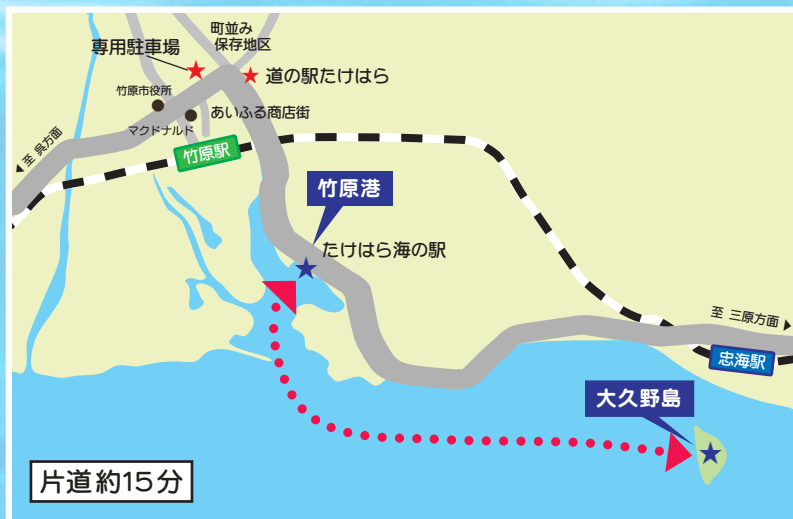 町並み
保存地区
専用駐車場
道の駅たけはら
竹原市役所
あいふる商店街
マクドナルド
至 呉方面
竹原駅
竹原港
たけはら海の駅
至 三原方面
忠海駅
大久野島
片道約15分